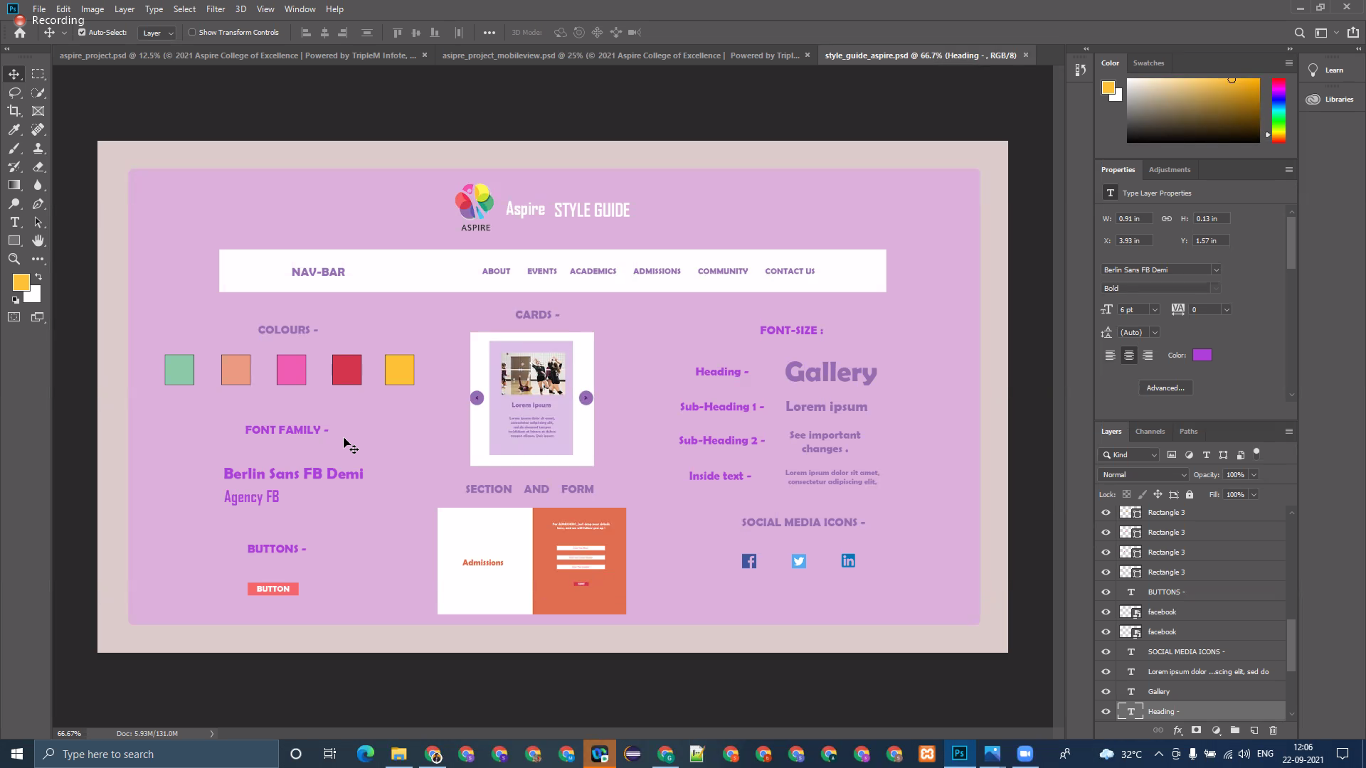 File Edit Image Layer Type Select Filter 3D View Window Help
Recording
Auto-Select: Layer Show Transform Controls 3D Mode:
aspire_project.psd @ 12.5% (© 2021 Aspire College of Excellence | Powered by TripleM Infote, ... ×
aspire_project_mobileview.psd @ 25% (© 2021 Aspire College of Excellence | Powered by Tripl... ×
style_guide_aspire.psd @ 66.7% (Heading - , RGB/8) ×
Color Swatches
Learn
Libraries
Properties Adjustments
Type Layer Properties
W: 0.91 in H: 0.13 in
X: 3.93 in Y: 1.57 in
Berlin Sans FB Demi
Bold
6 pt VA 0
(Auto)
Color:
Advanced...
Layers Channels Paths
Kind
Normal Opacity: 100%
Lock: Fill: 100%
Rectangle 3
Rectangle 3
Rectangle 3
Rectangle 3
BUTTONS -
facebook
facebook
SOCIAL MEDIA ICONS -
Lorem ipsum dolor ...scing elit, sed do
Gallery
Heading -
ASPIRE
Aspire STYLE GUIDE
NAV-BAR ABOUT EVENTS ACADEMICS ADMISSIONS COMMUNITY CONTACT US
COLOURS -
FONT FAMILY -
Berlin Sans FB Demi
Agency FB
BUTTONS -
BUTTON
CARDS -
Lorem ipsum
SECTION AND FORM
Admissions
FONT-SIZE :
Heading - Gallery
Sub-Heading 1 - Lorem ipsum
Sub-Heading 2 - See important
changes .
Inside text - Lorem ipsum dolor sit amet,
consectetur adipiscing elit,
SOCIAL MEDIA ICONS -
66.67% Doc: 5.93M/131.0M
Type here to search
32°C ENG 12:06
22-09-2021